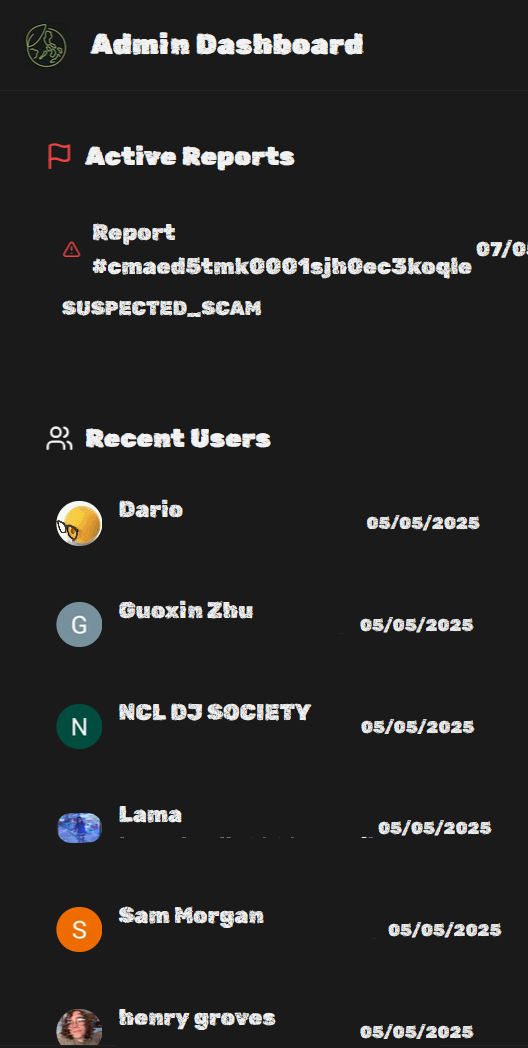 Admin Dashboard
Active Reports
Report
#cmaed5tmk0001sjh0ec3koqle
07/0
SUSPECTED_SCAM
Recent Users
Dario
05/05/2025
G
Guoxin Zhu
05/05/2025
N
NCL DJ SOCIETY
05/05/2025
Lama
05/05/2025
S
Sam Morgan
05/05/2025
henry groves
05/05/2025